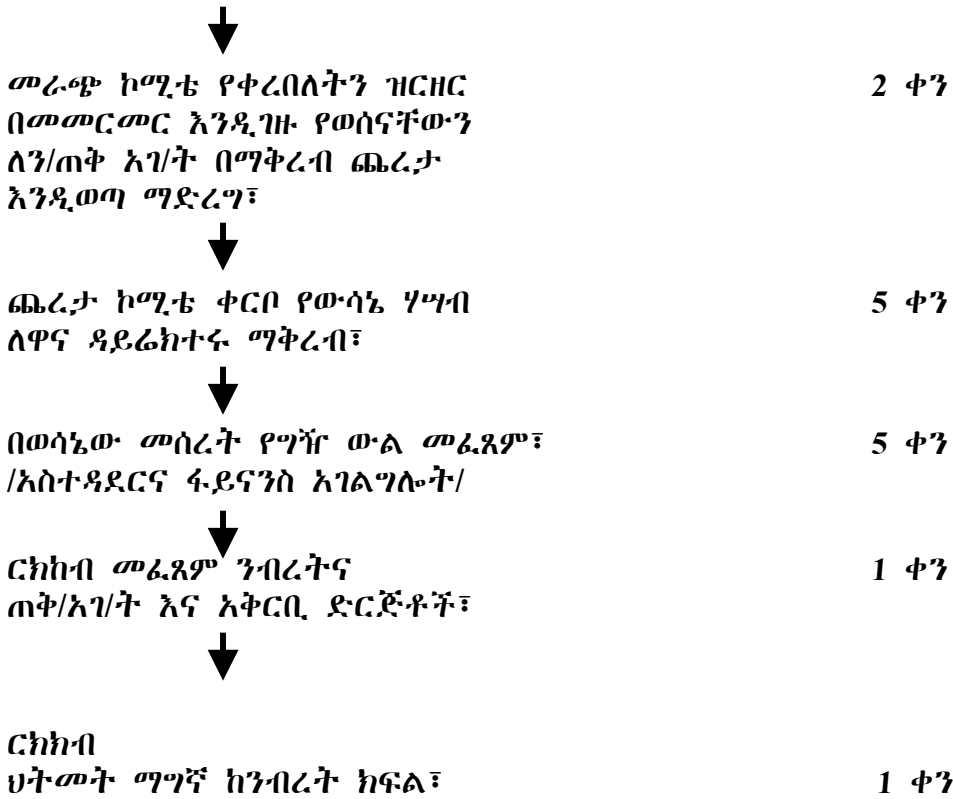 መራጭ ኮሚቴ የቀረበለትን ዝርዘር 2 ቀን
በመመርመር እንዲገዙ የወሰናቸውን
ለን/ጠቅ አገ/ት በማቅረብ ጨረታ
እንዲወጣ ማድረግ፣
ጨረታ ኮሚቴ ቀርቦ የውሳኔ ሃሣብ 5 ቀን
ለዋና ዳይሬክተሩ ማቅረብ፣
በወሳኔው መሰረት የግዥ ውል መፈጸም፣ 5 ቀን
/አስተዳደርና ፋይናንስ አገልግሎት/
ርክከብ መፈጸም ንብረትና 1 ቀን
ጠቅ/አገ/ት እና አቅርቢ ድርጅቶች፣
ርክክብ
ህትመት ማግኛ ከንብረት ክፍል፣ 1 ቀን